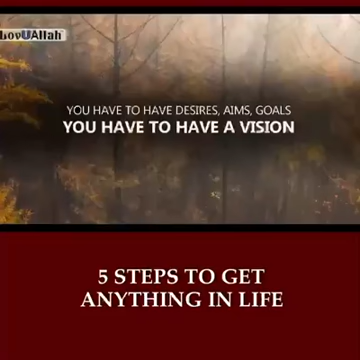 LovUAllah
YOU HAVE TO HAVE DESIRES, AIMS, GOALS
YOU HAVE TO HAVE A VISION
5 STEPS TO GET
ANYTHING IN LIFE